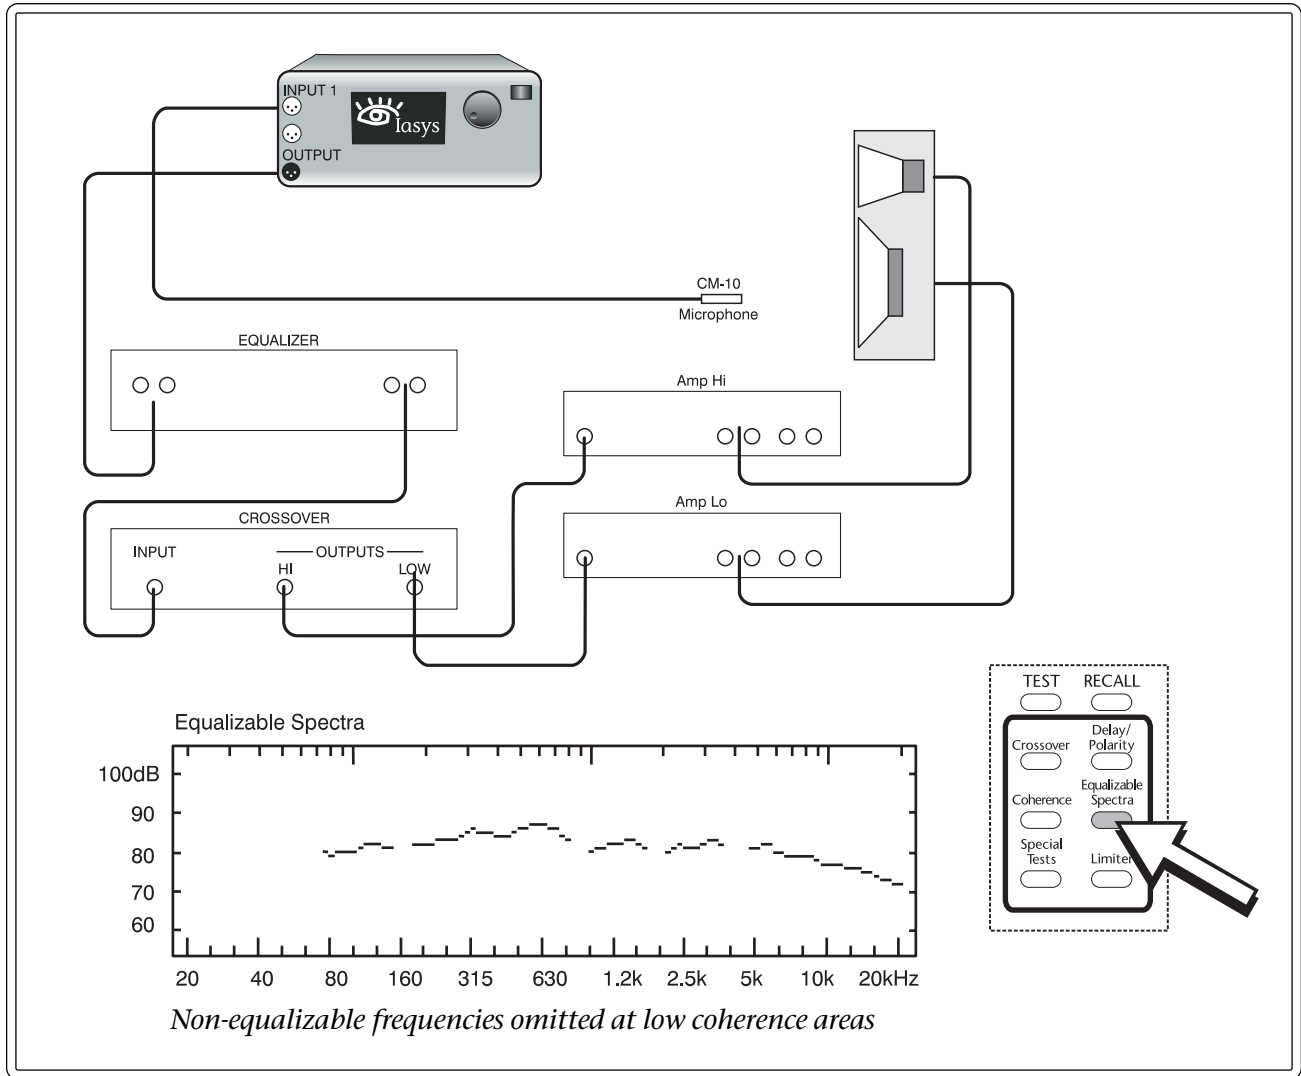 INPUT 1
Iasys
OUTPUT
CM-10
Microphone
EQUALIZER
Amp Hi
Amp Lo
CROSSOVER
INPUT
OUTPUTS
HI
LOW
TEST RECALL
Crossover
Delay/
Polarity
Coherence
Equalizable
Spectra
Special
Tests
Limiter
Equalizable Spectra
100dB
90
80
70
60
20 40 80 160 315 630 1.2k 2.5k 5k 10k 20kHz
Non-equalizable frequencies omitted at low coherence areas